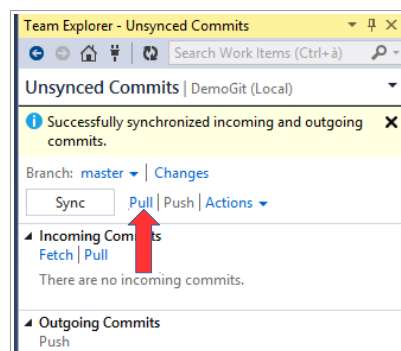 Team Explorer - Unsynced Commits
Search Work Items (Ctrl+à)
Unsynced Commits | DemoGit (Local)
Successfully synchronized incoming and outgoing
commits.
Branch: master | Changes
Sync Pull | Push | Actions
Incoming Commits
Fetch | Pull
There are no incoming commits.
Outgoing Commits
Push